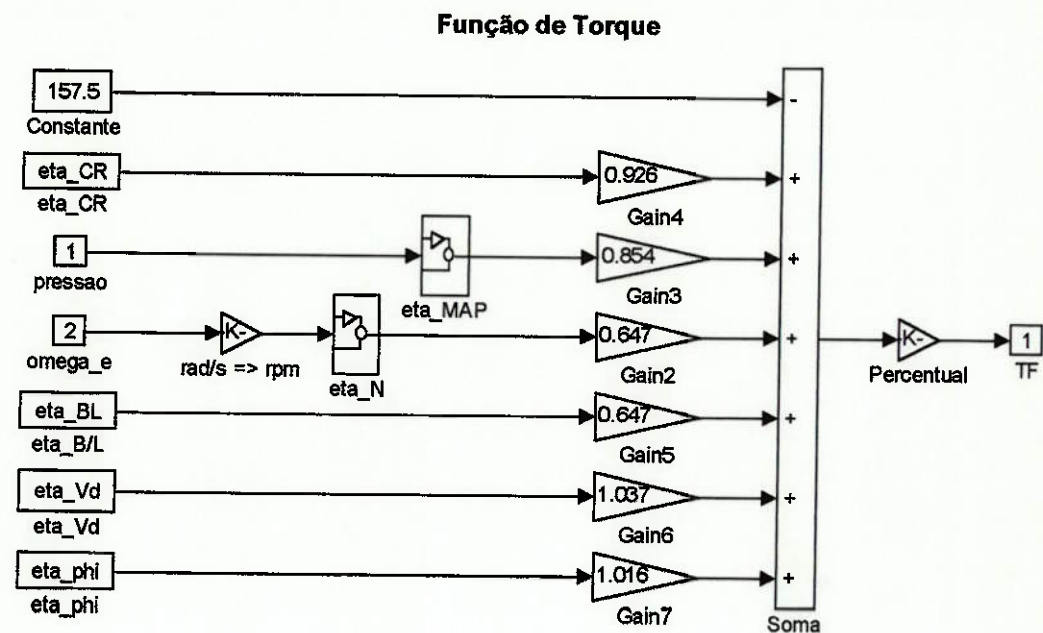 Função de Torque
157.5
Constante
-
eta_CR
eta_CR
0.926
Gain4
+
1
pressao
eta_MAP
0.854
Gain3
+
2
omega_e
K-
rad/s => rpm
eta_N
0.647
Gain2
+
K-
Percentual
1
TF
eta_BL
eta_B/L
0.647
Gain5
+
eta_Vd
eta_Vd
1.037
Gain6
+
eta_phi
eta_phi
1.016
Gain7
+
Soma